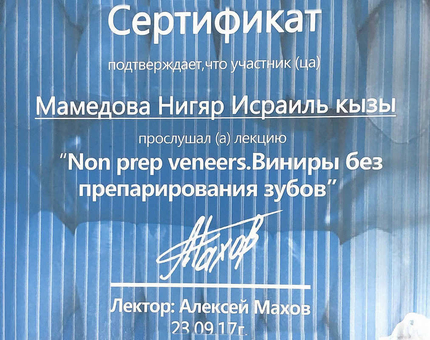 Сертификат
подтверждает,что участник (ца)
Мамедова Нигяр Исраиль кызы
прослушал (а) лекцию
“Non prep veneers.Виниры без
препарирования зубов”
Махов
Лектор: Алексей Махов
23.09.17г.